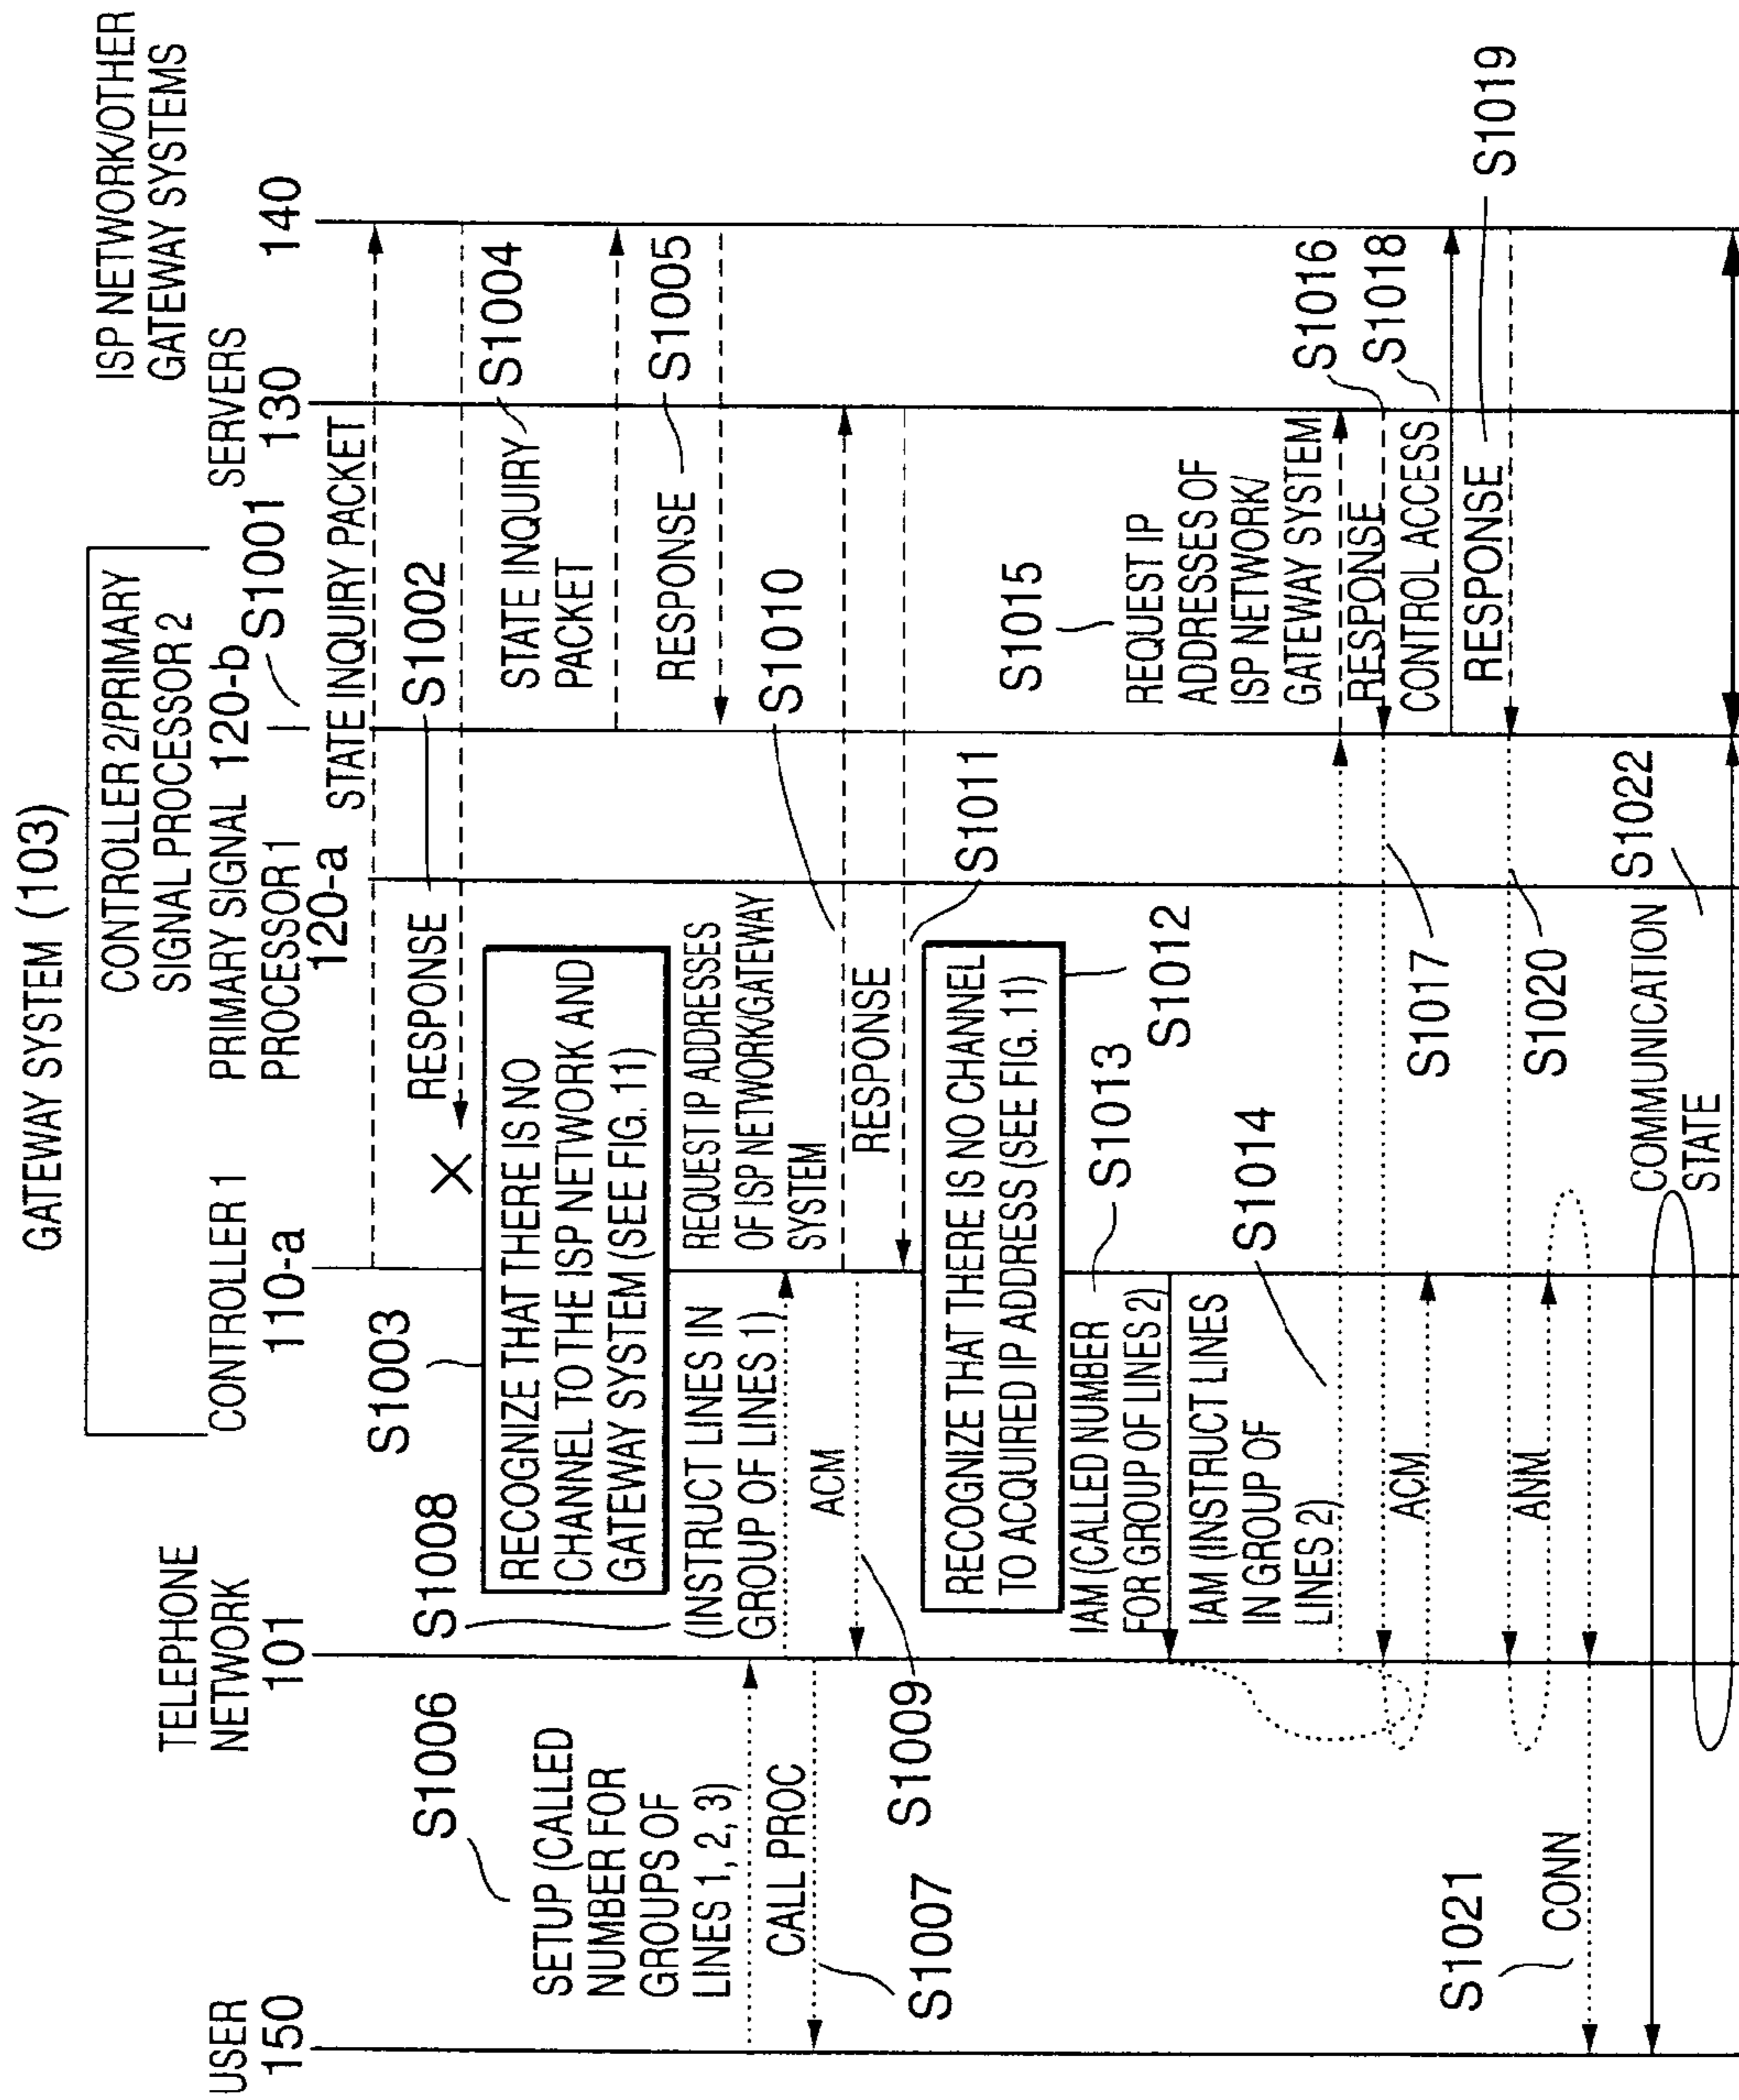 GATEWAY SYSTEM (103)
USER
150
TELEPHONE
NETWORK
101
CONTROLLER 1
110-a
PRIMARY SIGNAL
PROCESSOR 1
120-a
CONTROLLER 2/PRIMARY
SIGNAL PROCESSOR 2
120-b
SERVERS
130
ISP NETWORK/OTHER
GATEWAY SYSTEMS
140
S1001
STATE INQUIRY PACKET
S1002
RESPONSE
X
S1003
RECOGNIZE THAT THERE IS NO
CHANNEL TO THE ISP NETWORK AND
GATEWAY SYSTEM (SEE FIG. 11)
S1004
STATE INQUIRY
PACKET
S1005
RESPONSE
S1006
SETUP (CALLED
NUMBER FOR
GROUPS OF
LINES 1, 2, 3)
CALL PROC
S1007
S1008
(INSTRUCT LINES IN
GROUP OF LINES 1)
ACM
S1009
REQUEST IP ADDRESSES
OF ISP NETWORK/GATEWAY
SYSTEM
S1010
RESPONSE
S1011
RECOGNIZE THAT THERE IS NO CHANNEL
TO ACQUIRED IP ADDRESS (SEE FIG. 11)
S1012
IAM (CALLED NUMBER
FOR GROUP OF LINES 2)
S1013
IAM (INSTRUCT LINES
IN GROUP OF
LINES 2)
S1014
S1015
REQUEST IP
ADDRESSES OF
ISP NETWORK/
GATEWAY SYSTEM
S1016
RESPONSE
S1017
ACM
S1018
CONTROL ACCESS
S1019
RESPONSE
S1020
ANM
S1021
CONN
S1022
COMMUNICATION
STATE